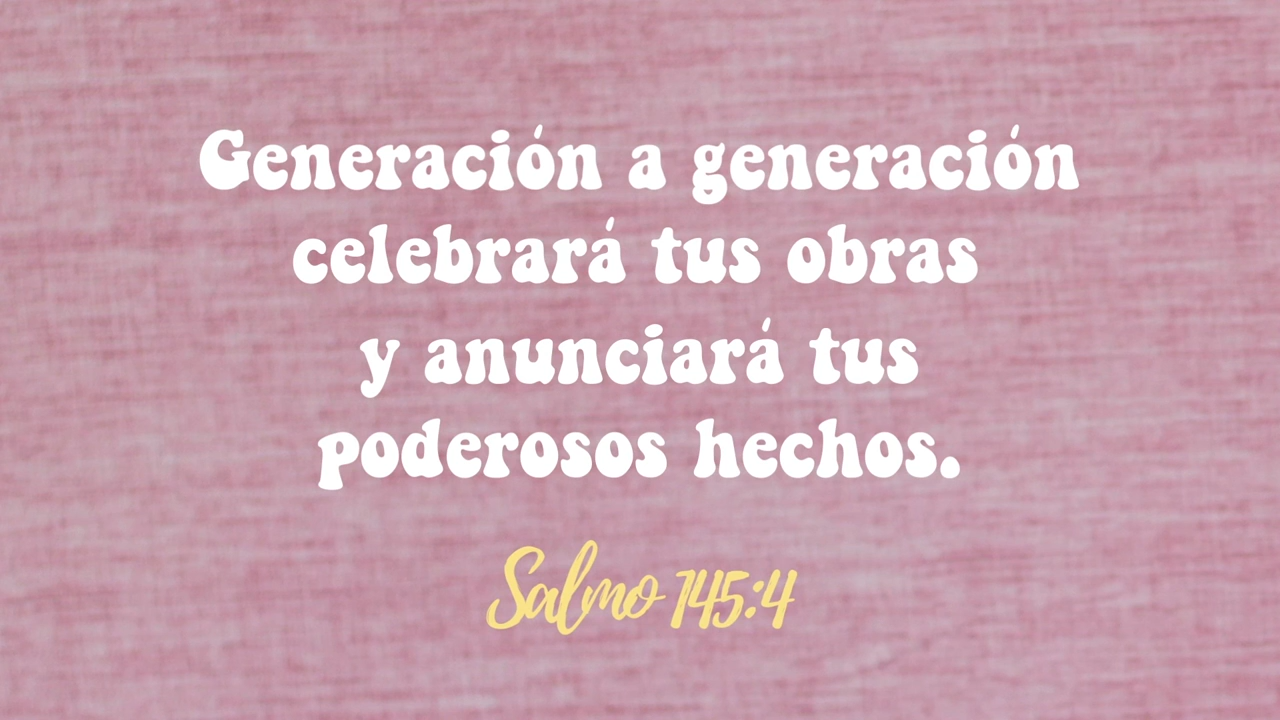 Generación a generación
celebrará tus obras
y anunciará tus
poderosos hechos.
Salmo 145:4